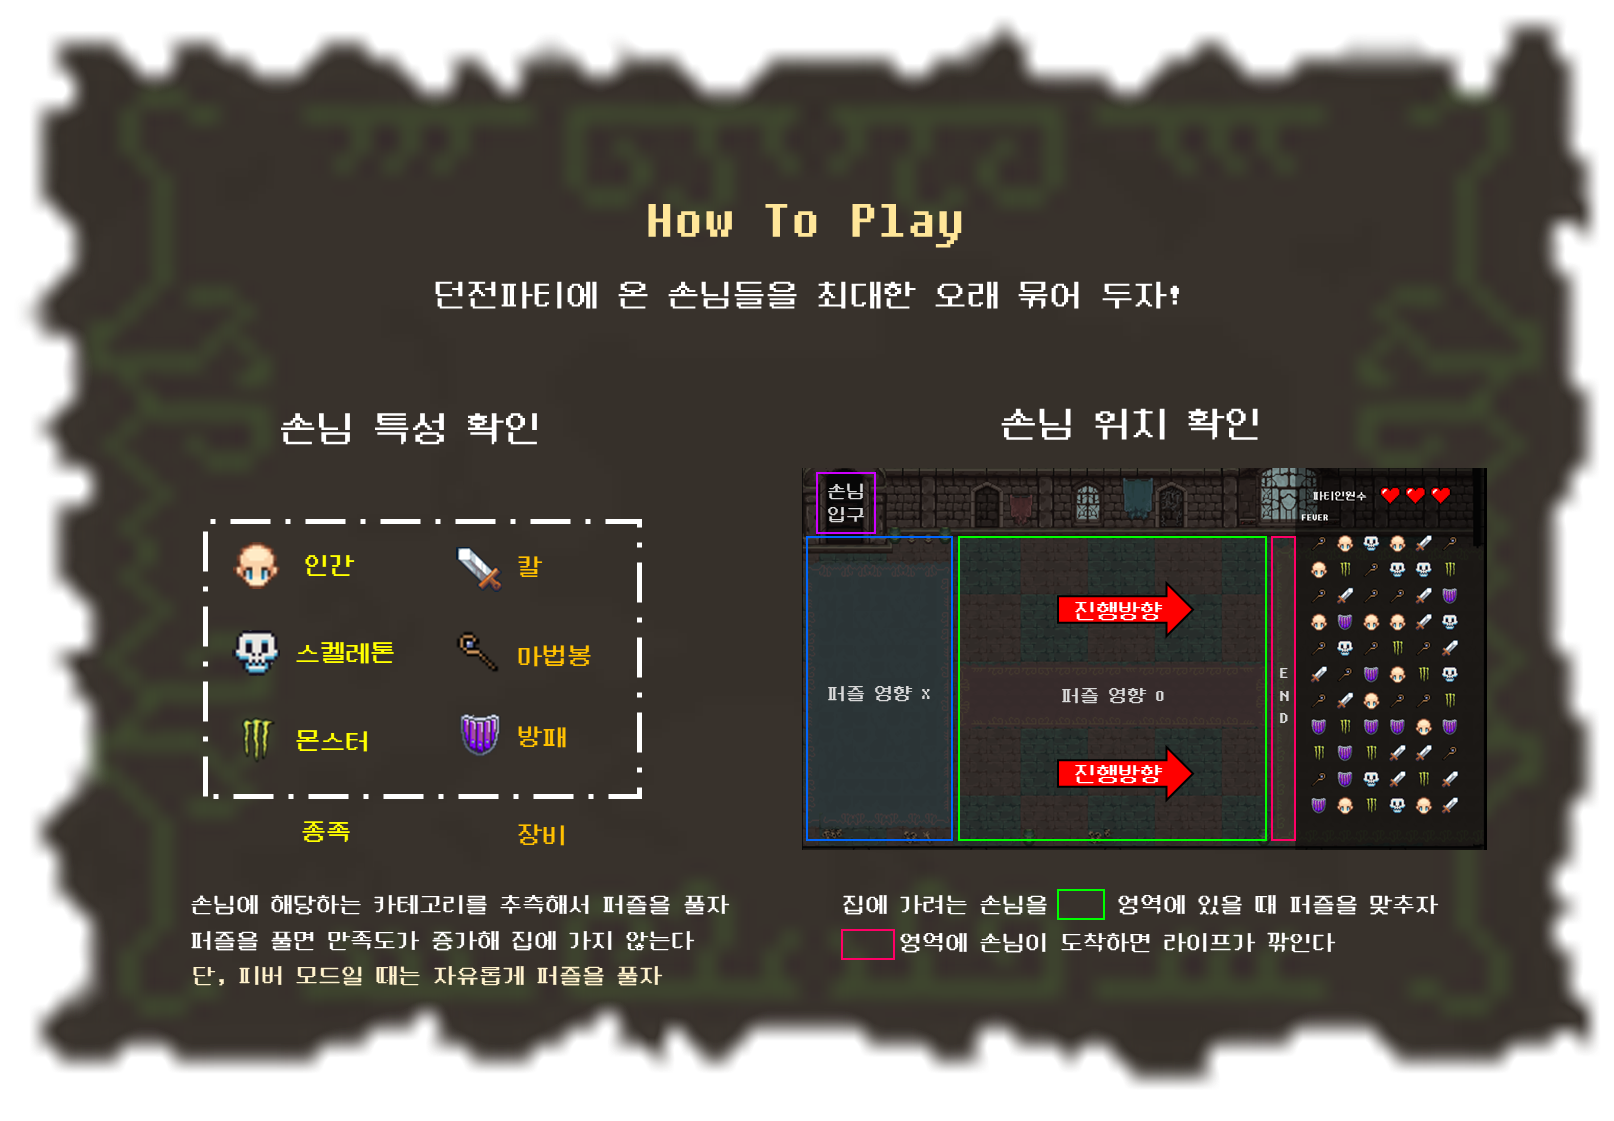 How To Play
던전파티에 온 손님들을 최대한 오래 묶어 두자!
손님 특성 확인
인간
칼
스켈레톤
마법봉
몬스터
방패
종족
장비
손님에 해당하는 카테고리를 추측해서 퍼즐을 풀자
퍼즐을 풀면 만족도가 증가해 집에 가지 않는다
단, 피버 모드일 때는 자유롭게 퍼즐을 풀자
손님 위치 확인
손님
입구
파티인원수
FEVER
진행방향
퍼즐 영향 X
퍼즐 영향 O
진행방향
E
N
D
집에 가려는 손님을 영역에 있을 때 퍼즐을 맞추자
영역에 손님이 도착하면 라이프가 깎인다